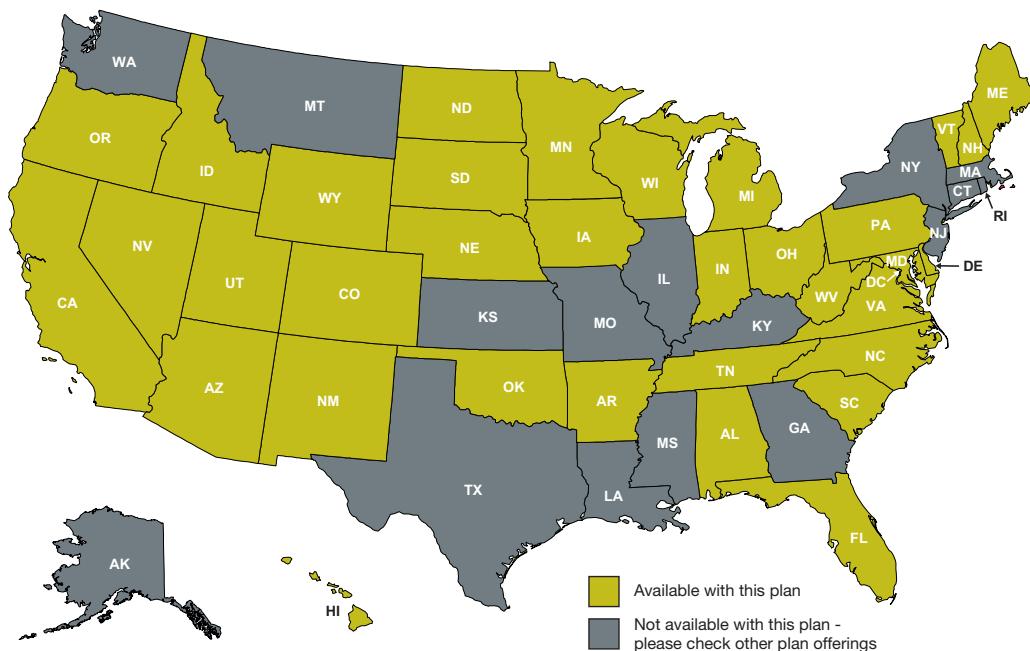 WA
MT
ND
MN
ME
VT
NH
OR
ID
WY
SD
WI
MI
NY
MA
CT
RI
NV
UT
CO
NE
IA
IL
IN
OH
PA
NJ
MD
DE
DC
CA
KS
MO
KY
WV
VA
AZ
NM
OK
AR
TN
NC
SC
TX
LA
MS
AL
GA
FL
AK
HI
Available with this plan
Not available with this plan -
please check other plan offerings